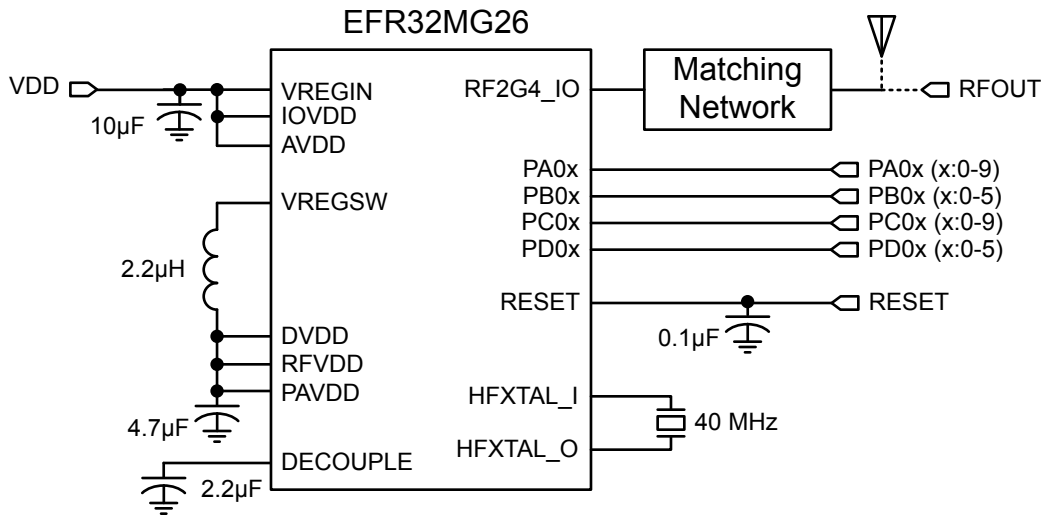 EFR32MG26
VDD
10µF
VREGIN
IOVDD
AVDD
VREGSW
2.2µH
DVDD
RFVDD
PAVDD
4.7µF
DECOUPLE
2.2µF
RF2G4_IO
Matching
Network
RFOUT
PA0x
PA0x (x:0-9)
PB0x
PB0x (x:0-5)
PC0x
PC0x (x:0-9)
PD0x
PD0x (x:0-5)
RESET
RESET
0.1µF
HFXTAL_I
40 MHz
HFXTAL_O